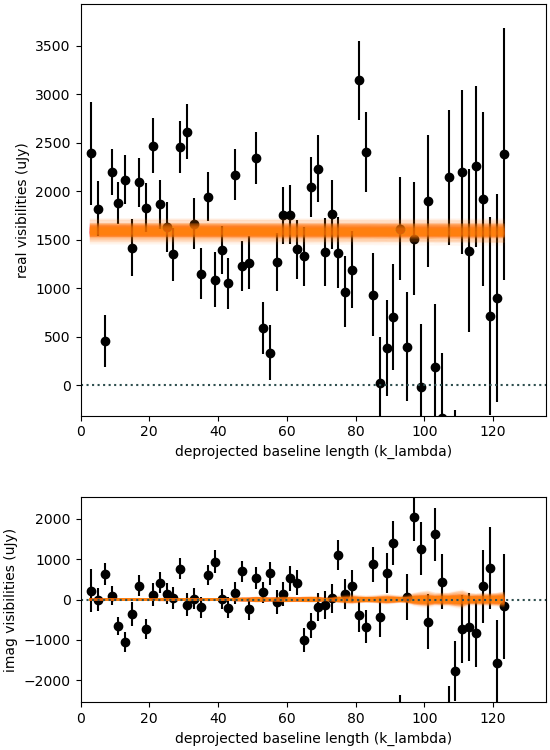 3500
3000
2500
2000
1500
1000
500
0
real visibilities (uJy)
0 20 40 60 80 100 120
deprojected baseline length (k_lambda)
2000
1000
0
−1000
−2000
imag visibilities (uJy)
0 20 40 60 80 100 120
deprojected baseline length (k_lambda)